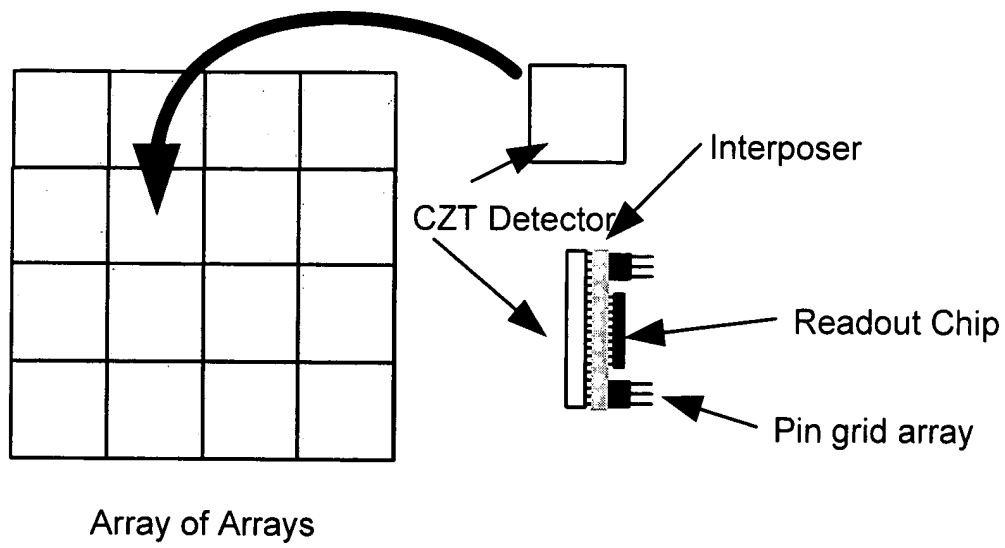 Interposer
CZT Detector
Readout Chip
Pin grid array
Array of Arrays